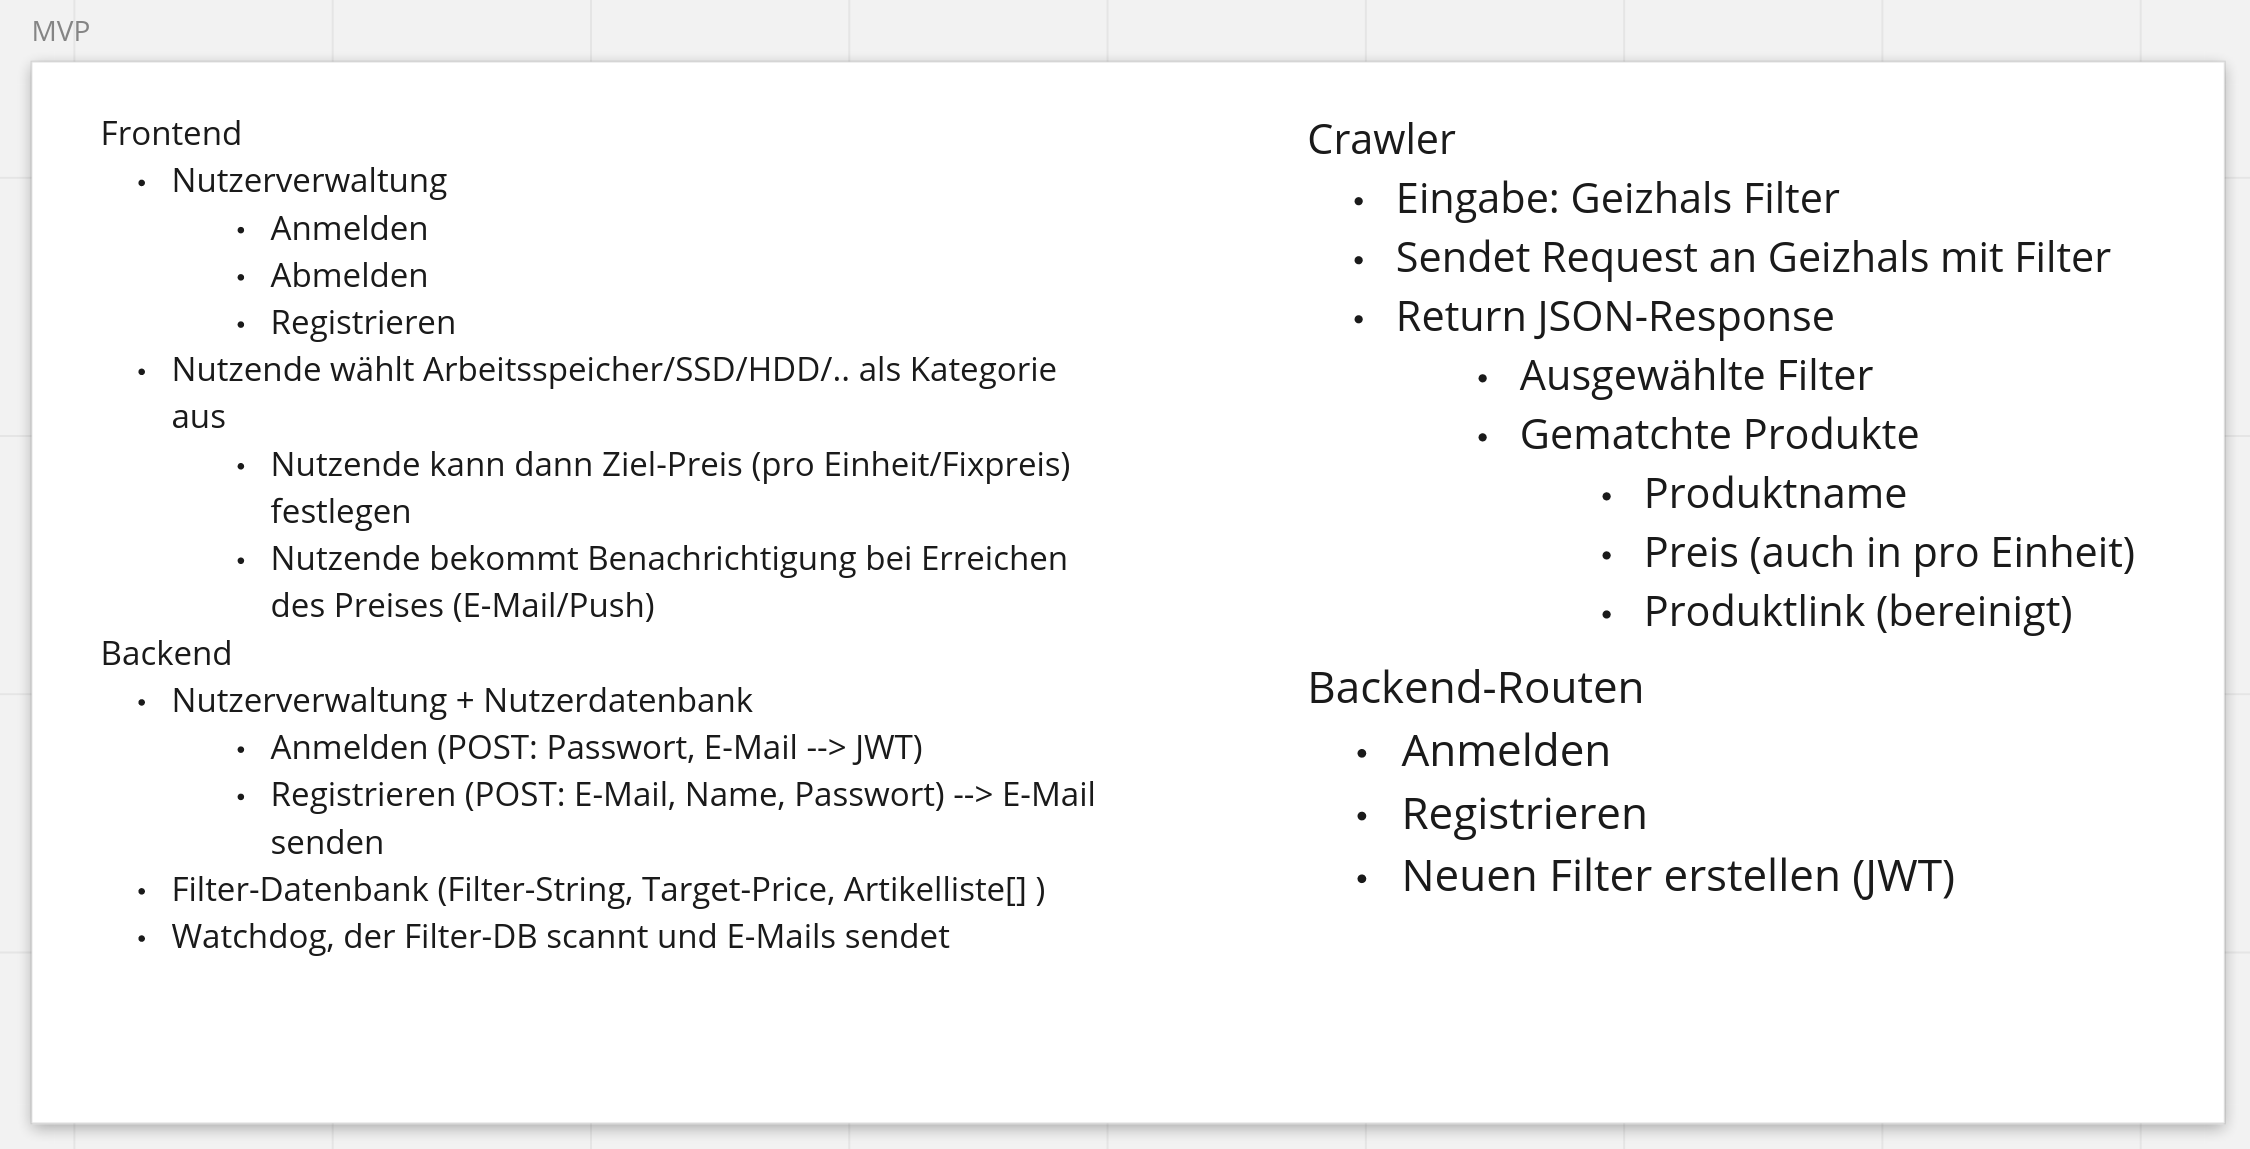 MVP
Frontend
• Nutzerverwaltung
• Anmelden
• Abmelden
• Registrieren
• Nutzende wählt Arbeitsspeicher/SSD/HDD/.. als Kategorie
aus
• Nutzende kann dann Ziel-Preis (pro Einheit/Fixpreis)
festlegen
• Nutzende bekommt Benachrichtigung bei Erreichen
des Preises (E-Mail/Push)
Backend
• Nutzerverwaltung + Nutzerdatenbank
• Anmelden (POST: Passwort, E-Mail --> JWT)
• Registrieren (POST: E-Mail, Name, Passwort) --> E-Mail
senden
• Filter-Datenbank (Filter-String, Target-Price, Artikelliste[] )
• Watchdog, der Filter-DB scannt und E-Mails sendet
Crawler
• Eingabe: Geizhals Filter
• Sendet Request an Geizhals mit Filter
• Return JSON-Response
• Ausgewählte Filter
• Gematchte Produkte
• Produktname
• Preis (auch in pro Einheit)
• Produktlink (bereinigt)
Backend-Routen
• Anmelden
• Registrieren
• Neuen Filter erstellen (JWT)